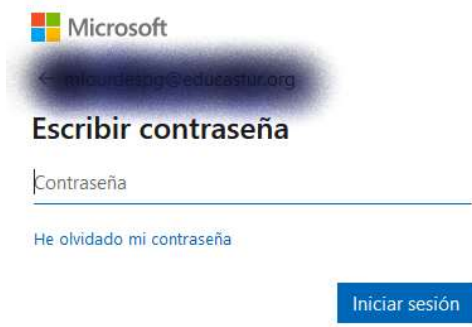 Microsoft
Escribir contraseña
Contraseña
He olvidado mi contraseña
Iniciar sesión